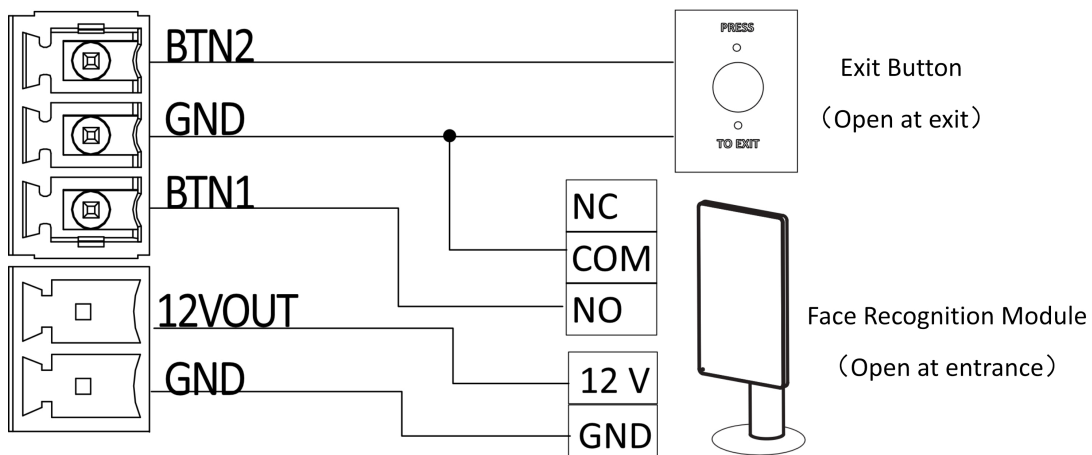 BTN2
GND
BTN1
12VOUT
GND
NC
COM
NO
12 V
GND
PRESS
TO EXIT
Exit Button
（Open at exit）
Face Recognition Module
（Open at entrance）